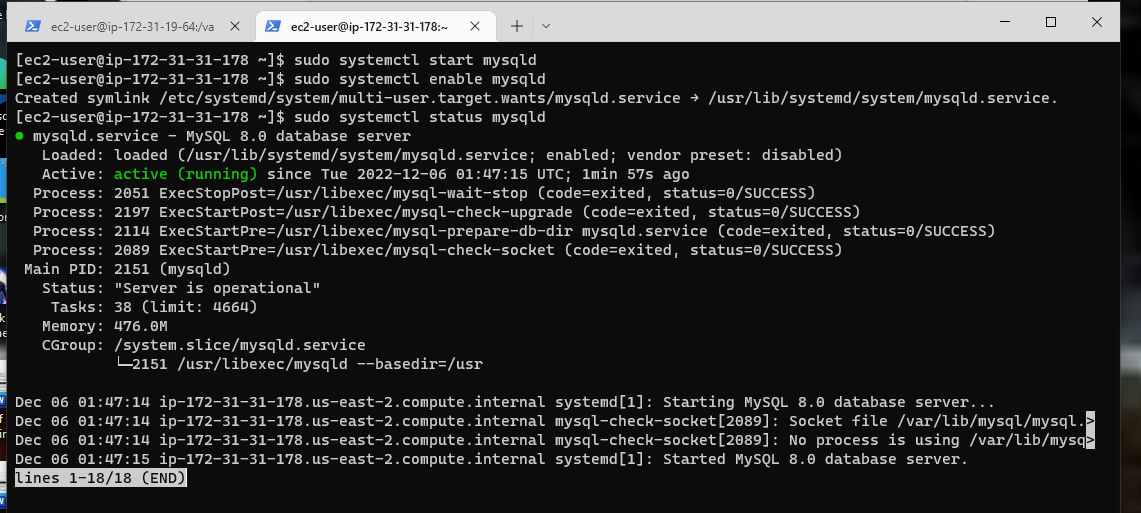 ec2-user@ip-172-31-19-64:/va
ec2-user@ip-172-31-31-178:~
[ec2-user@ip-172-31-31-178 ~]$ sudo systemctl start mysqld
[ec2-user@ip-172-31-31-178 ~]$ sudo systemctl enable mysqld
Created symlink /etc/systemd/system/multi-user.target.wants/mysqld.service → /usr/lib/systemd/system/mysqld.service.
[ec2-user@ip-172-31-31-178 ~]$ sudo systemctl status mysqld
● mysqld.service - MySQL 8.0 database server
Loaded: loaded (/usr/lib/systemd/system/mysqld.service; enabled; vendor preset: disabled)
Active: active (running) since Tue 2022-12-06 01:47:15 UTC; 1min 57s ago
Process: 2051 ExecStopPost=/usr/libexec/mysql-wait-stop (code=exited, status=0/SUCCESS)
Process: 2197 ExecStartPost=/usr/libexec/mysql-check-upgrade (code=exited, status=0/SUCCESS)
Process: 2114 ExecStartPre=/usr/libexec/mysql-prepare-db-dir mysqld.service (code=exited, status=0/SUCCESS)
Process: 2089 ExecStartPre=/usr/libexec/mysql-check-socket (code=exited, status=0/SUCCESS)
Main PID: 2151 (mysqld)
Status: "Server is operational"
Tasks: 38 (limit: 4664)
Memory: 476.0M
CGroup: /system.slice/mysqld.service
└─2151 /usr/libexec/mysqld --basedir=/usr
Dec 06 01:47:14 ip-172-31-31-178.us-east-2.compute.internal systemd[1]: Starting MySQL 8.0 database server...
Dec 06 01:47:14 ip-172-31-31-178.us-east-2.compute.internal mysql-check-socket[2089]: Socket file /var/lib/mysql/mysql.>
Dec 06 01:47:14 ip-172-31-31-178.us-east-2.compute.internal mysql-check-socket[2089]: No process is using /var/lib/mysq>
Dec 06 01:47:15 ip-172-31-31-178.us-east-2.compute.internal systemd[1]: Started MySQL 8.0 database server.
lines 1-18/18 (END)